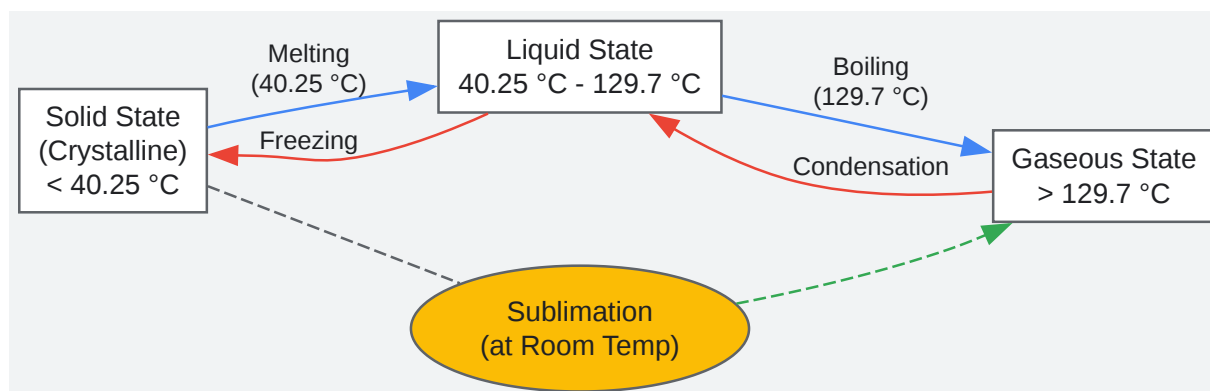 Solid State
(Crystalline)
< 40.25 °C
Melting
(40.25 °C)
Freezing
Liquid State
40.25 °C - 129.7 °C
Boiling
(129.7 °C)
Condensation
Gaseous State
> 129.7 °C
Sublimation
(at Room Temp)